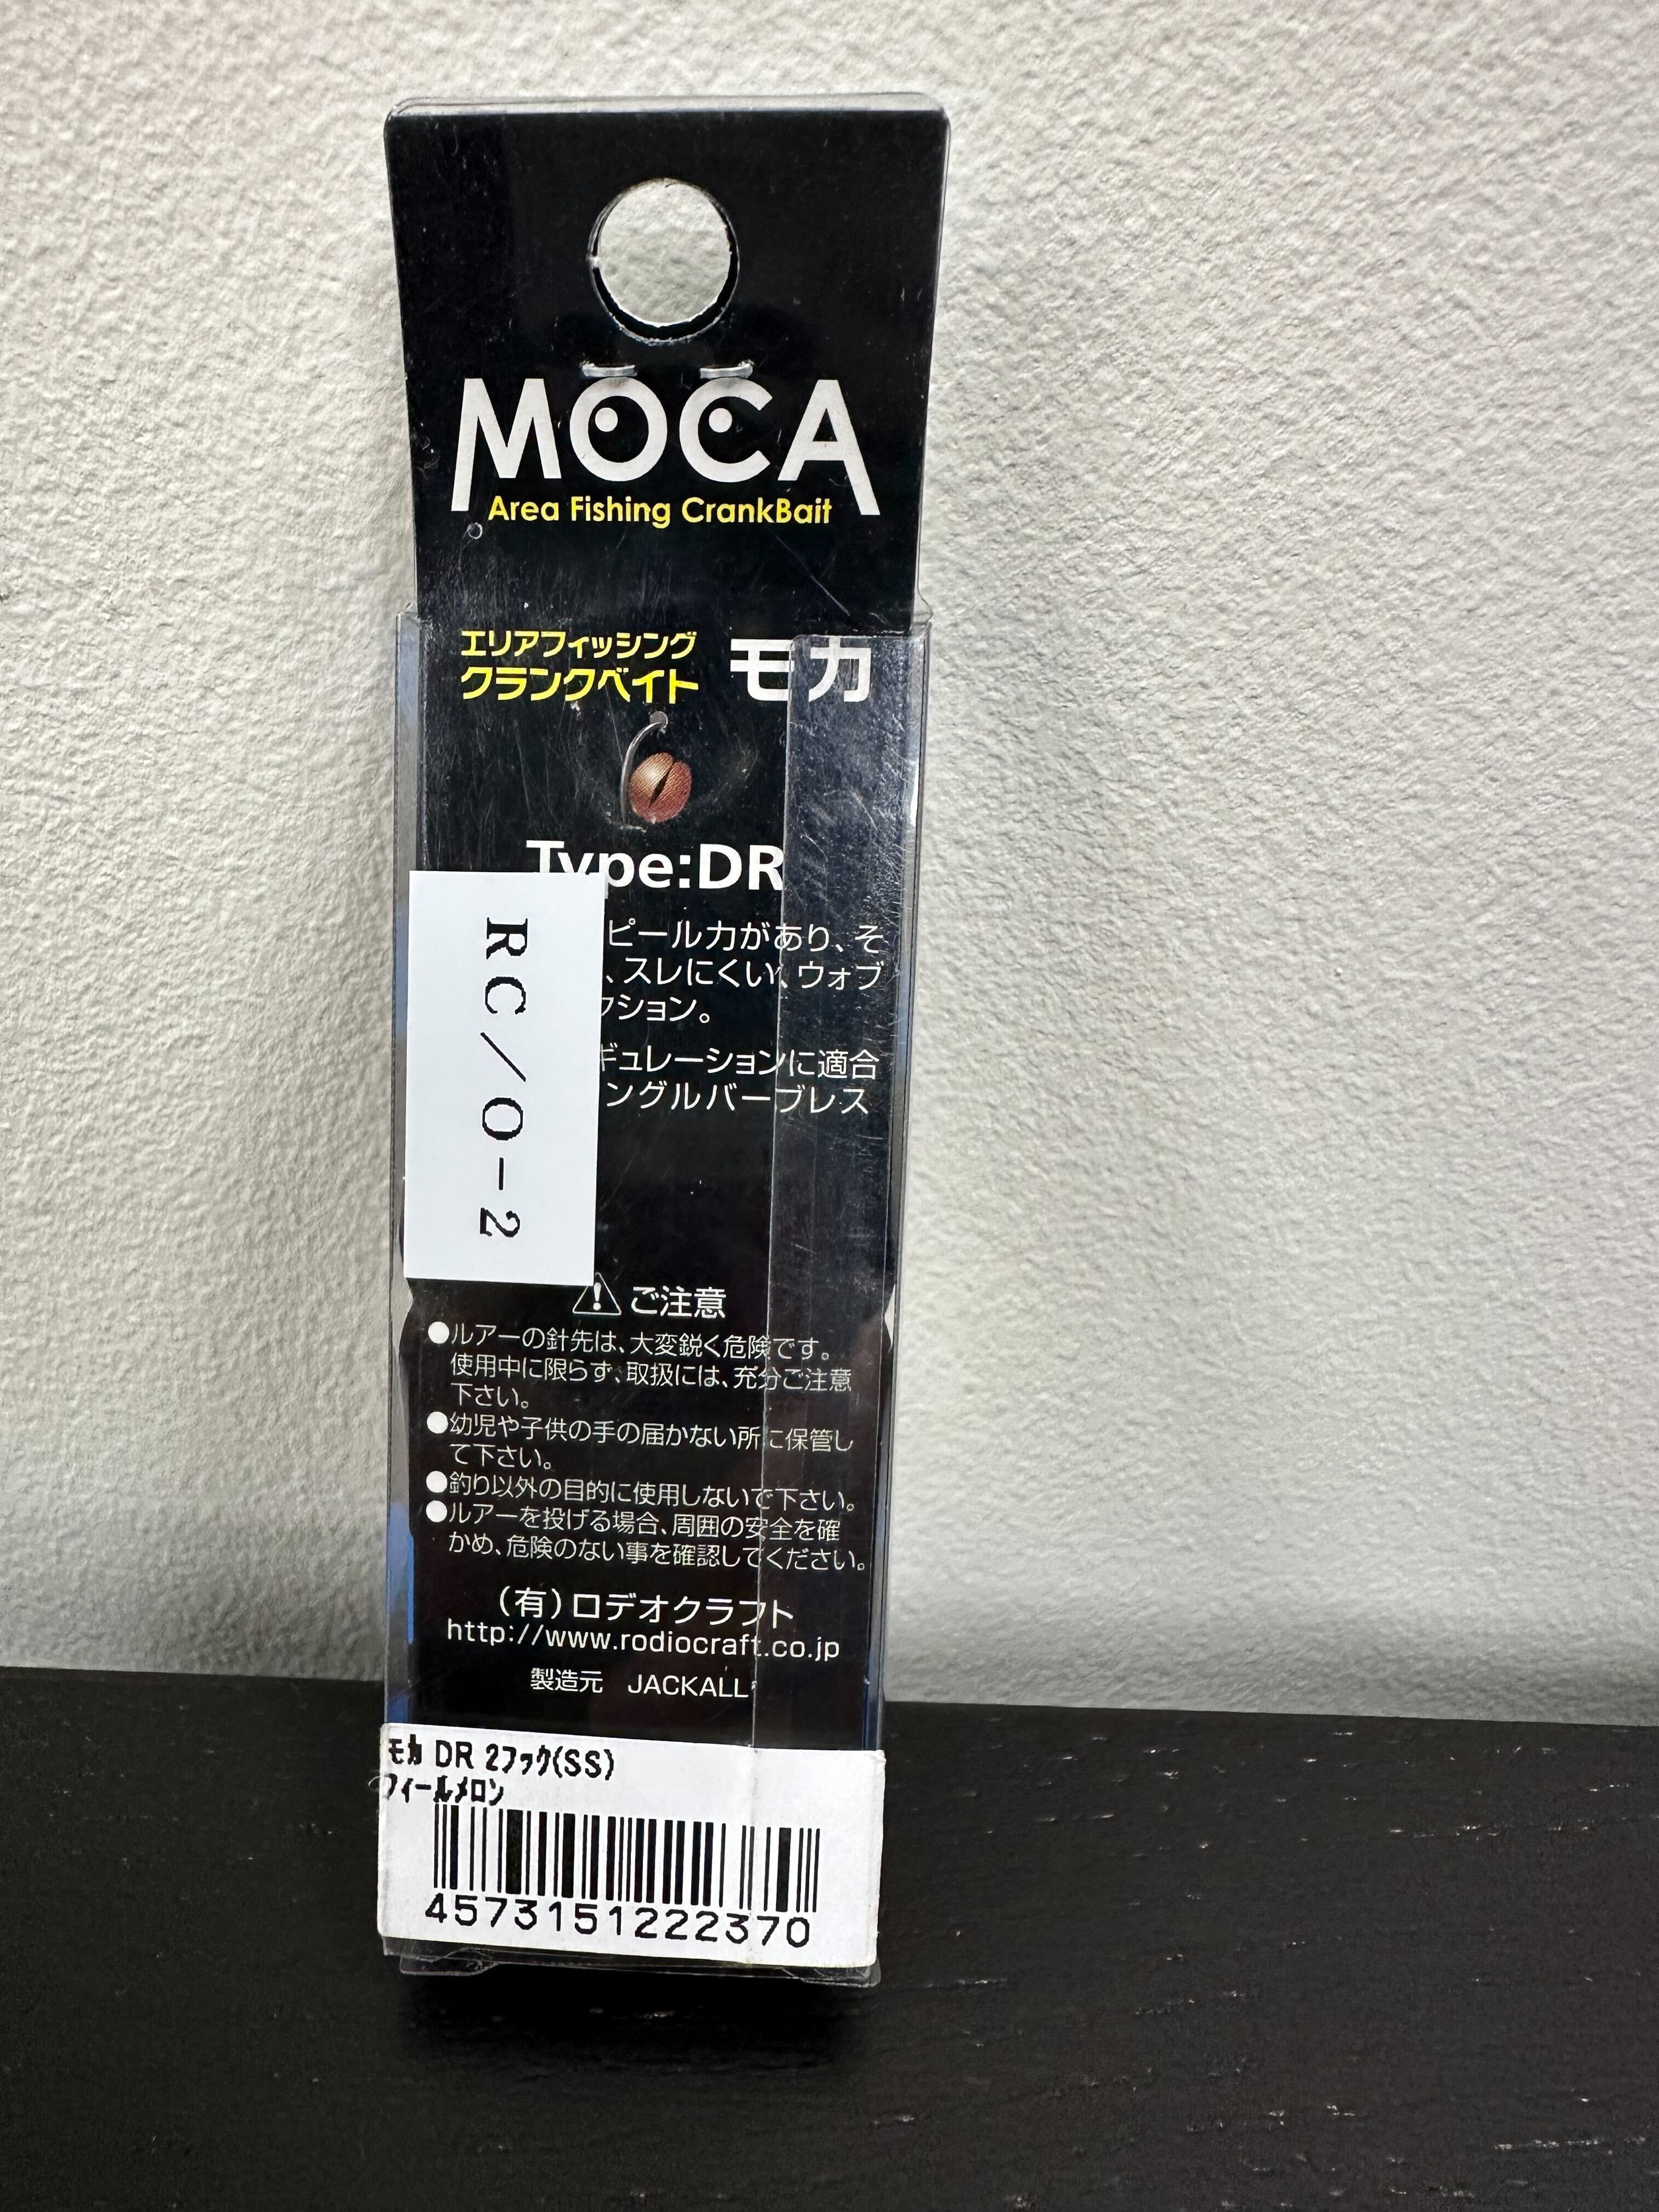 MOCA
Area Fishing CrankBait
エリアフィッシング
クランクベイト
モカ
Type:DR
RC/O-2
ピール力があり、そ
、スレにくい、ウォブ
クション。
ギュレーションに適合
ングルバーブレス
ご注意
●ルアーの針先は、大変鋭く危険です。
使用中に限らず、取扱には、充分ご注意
下さい。
●幼児や子供の手の届かない所に保管し
て下さい。
●釣り以外の目的に使用しないで下さい。
●ルアーを投げる場合、周囲の安全を確
かめ、危険のない事を確認してください。
(有)ロデオクラフト
http://www.rodiocraft.co.jp
製造元 JACKALL
モカ DR 2フック(SS)
フィールメロン
4573151222370